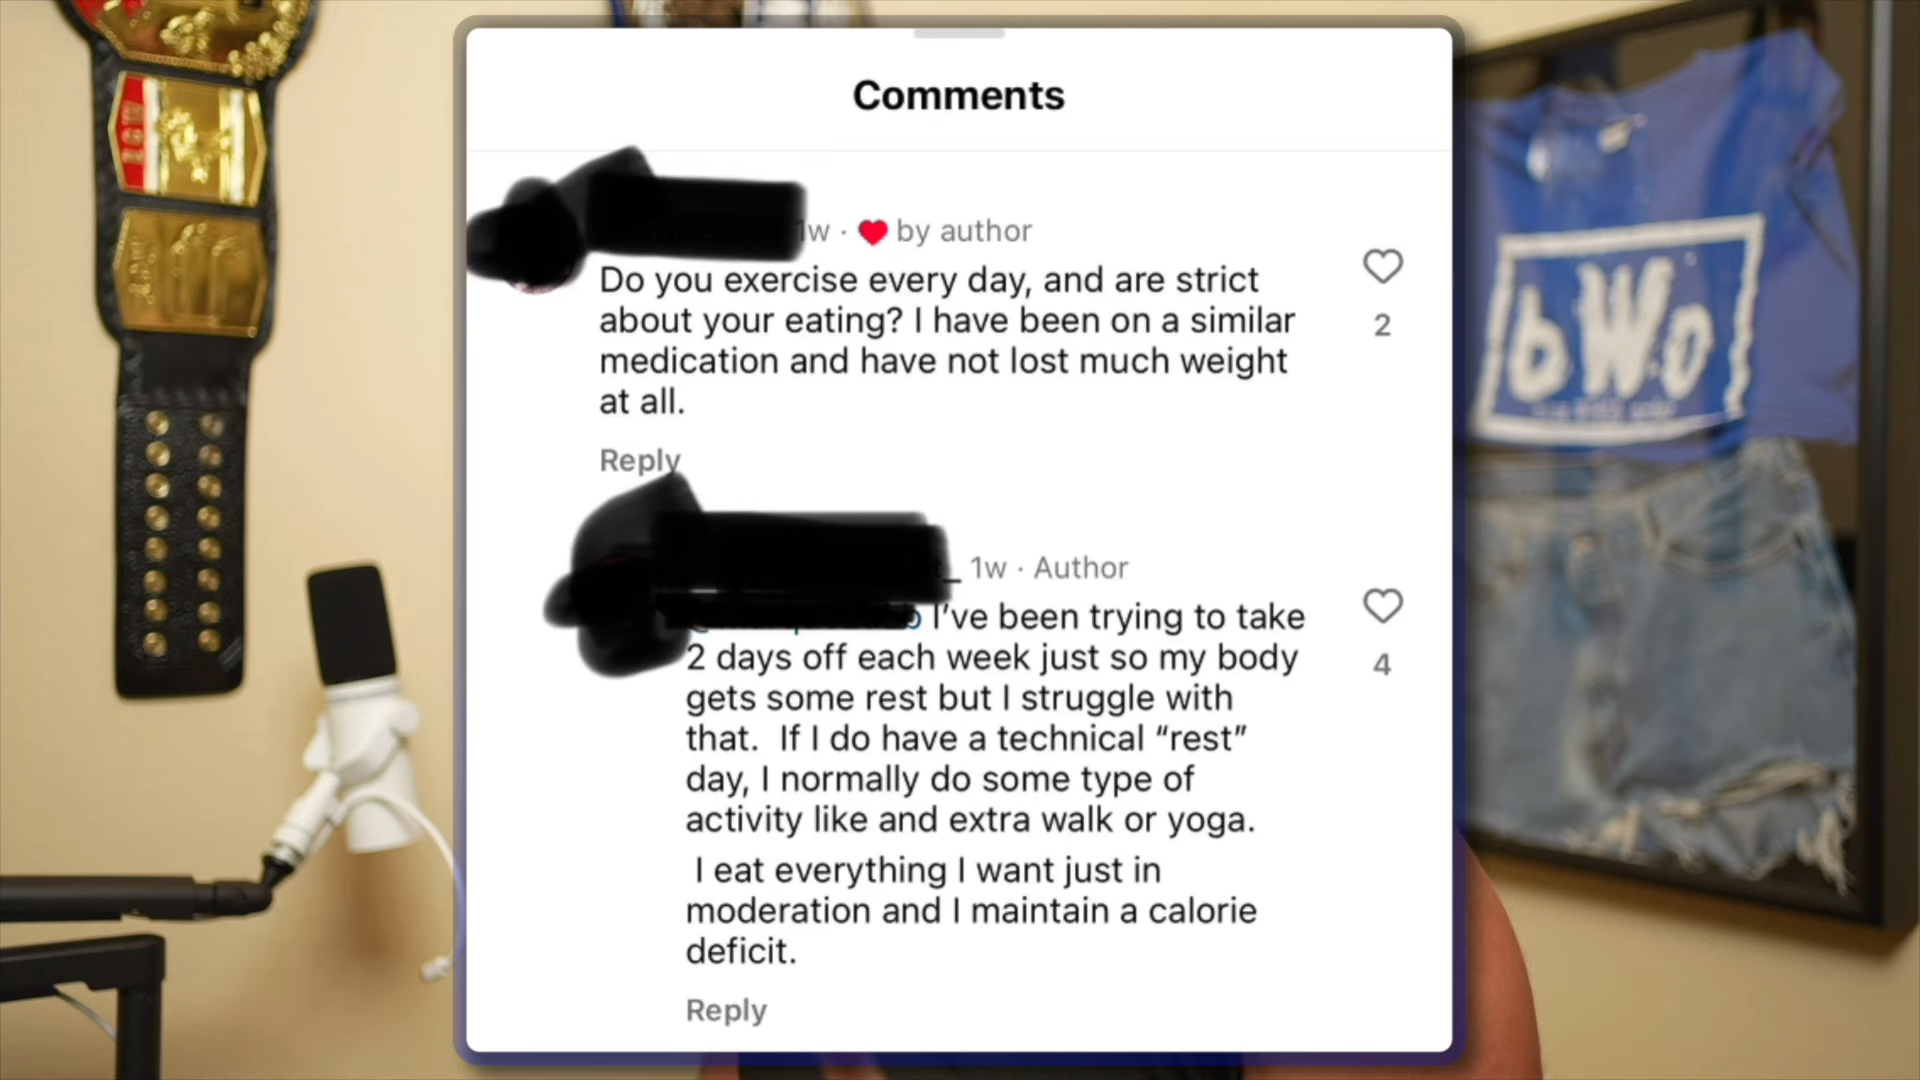 Comments
1w · ❤ by author
Do you exercise every day, and are strict
about your eating? I have been on a similar
medication and have not lost much weight
at all.
2
Reply
1w · Author
I've been trying to take
2 days off each week just so my body
gets some rest but I struggle with
that. If I do have a technical “rest”
day, I normally do some type of
activity like and extra walk or yoga.
4
I eat everything I want just in
moderation and I maintain a calorie
deficit.
Reply
bWo